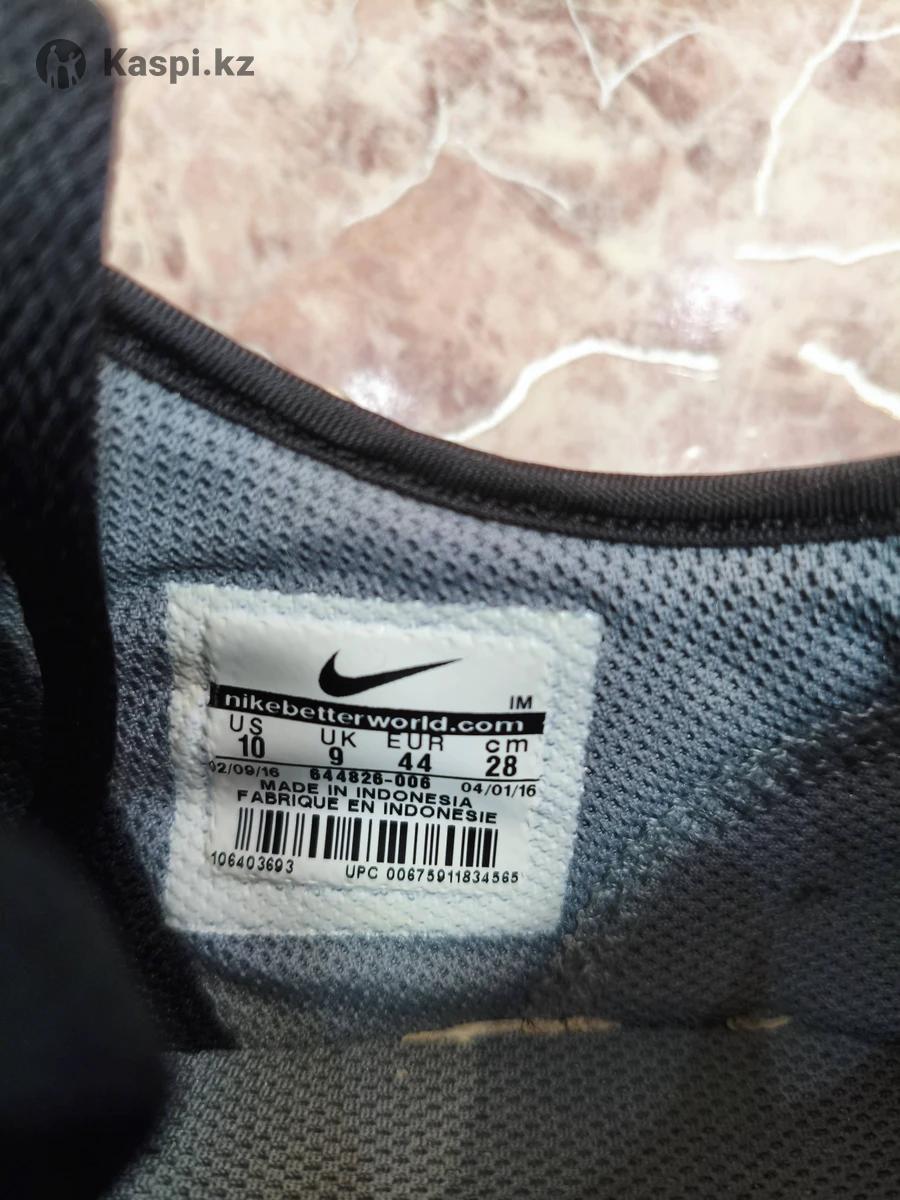 Kaspi.kz
IM
nikebetterworld.com
US UK EUR cm
10 9 44 28
02/09/16 644826-006 04/01/16
MADE IN INDONESIA
FABRIQUE EN INDONESIE
106403693 UPC 00675911834565